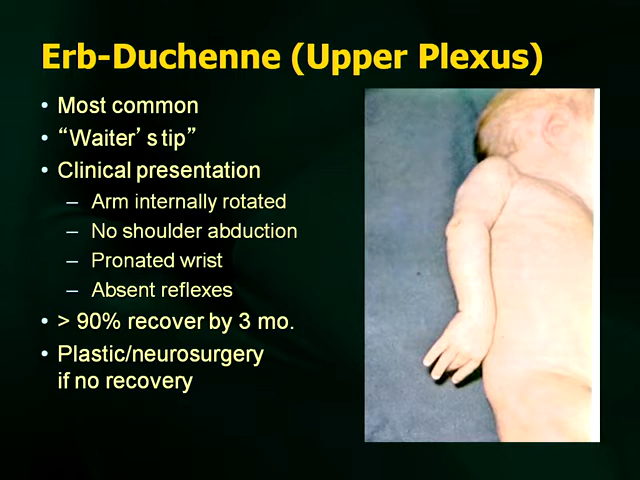 Erb-Duchenne (Upper Plexus)
• Most common
• “Waiter’s tip”
• Clinical presentation
– Arm internally rotated
– No shoulder abduction
– Pronated wrist
– Absent reflexes
• > 90% recover by 3 mo.
• Plastic/neurosurgery
if no recovery